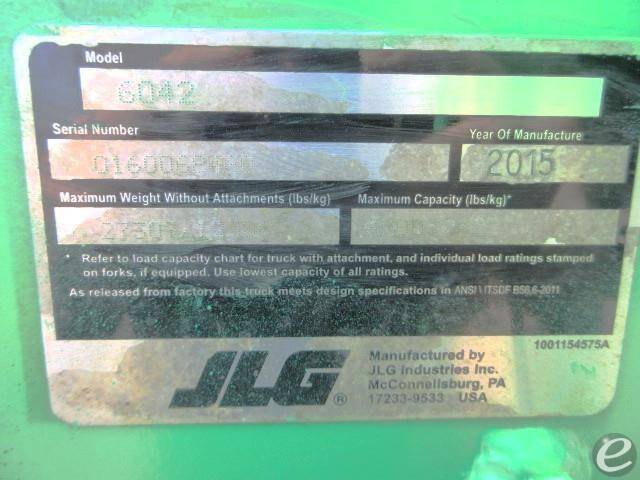 Model
6042
Serial Number
Year Of Manufacture
2015
Maximum Weight Without Attachments (lbs/kg)
Maximum Capacity (lbs/kg)*
* Refer to load capacity chart for truck with attachment, and individual load ratings stamped
on forks, if equipped. Use lowest capacity of all ratings.
As released from factory this truck meets design specifications in ANSI \ ITSDF B56.6-2011
1001154575A
JLG®
Manufactured by
JLG Industries Inc.
McConnellsburg, PA
17233-9533 USA
e